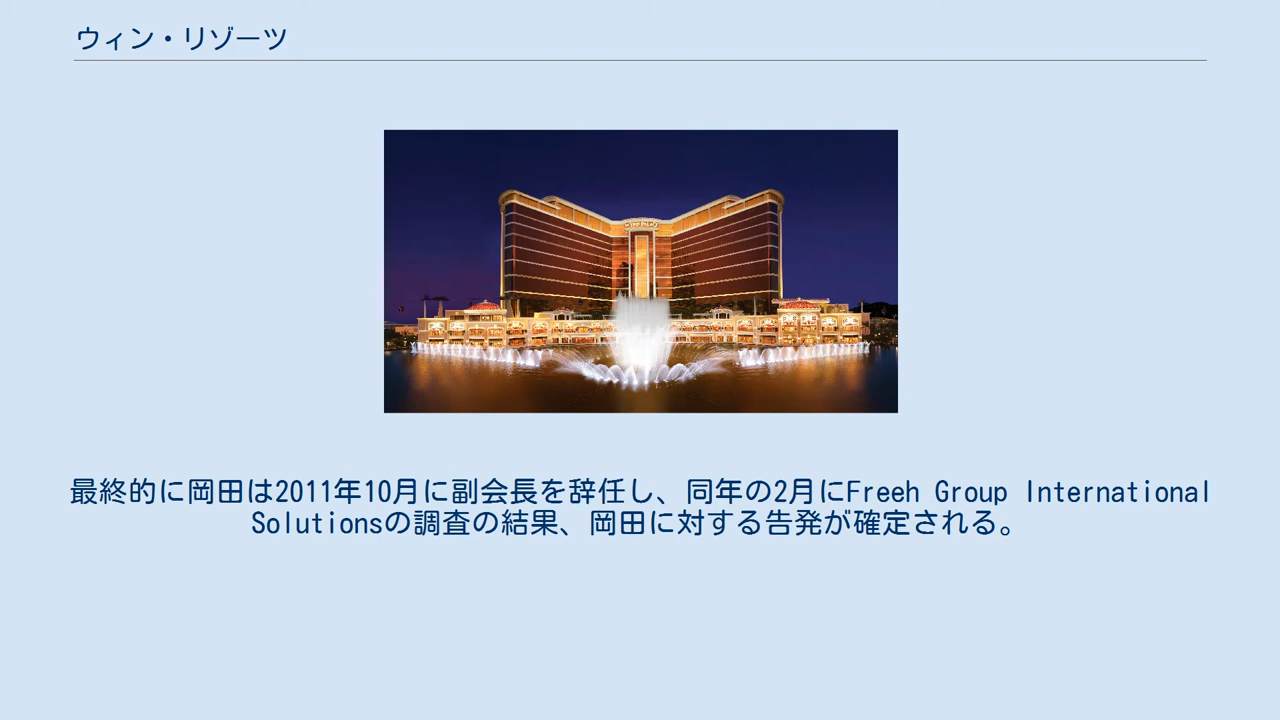 ウィン・リゾーツ
最終的に岡田は2011年10月に副会長を辞任し、同年の2月にFreeh Group International
Solutionsの調査の結果、岡田に対する告発が確定される。